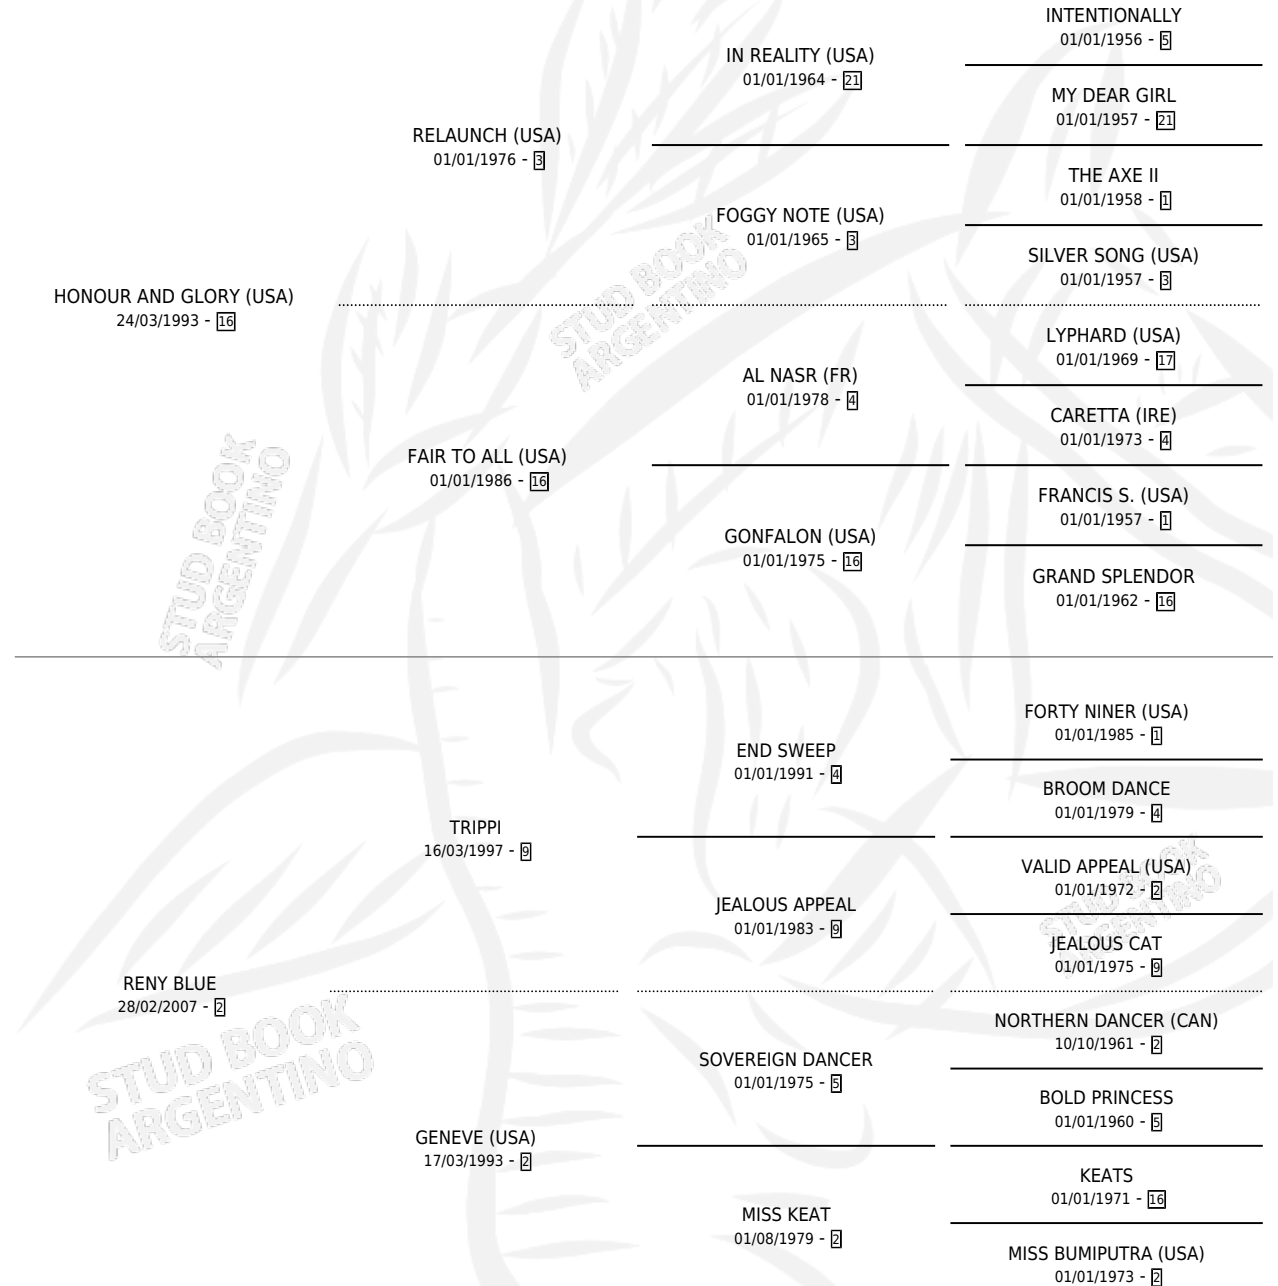 INTENTIONALLY
01/01/1956 - 5
IN REALITY (USA)
01/01/1964 - 21
MY DEAR GIRL
01/01/1957 - 21
RELAUNCH (USA)
01/01/1976 - 3
THE AXE II
01/01/1958 - 1
FOGGY NOTE (USA)
01/01/1965 - 3
SILVER SONG (USA)
01/01/1957 - 3
HONOUR AND GLORY (USA)
24/03/1993 - 16
STUD BOOK
ARGENTINO
LYPHARD (USA)
01/01/1969 - 17
AL NASR (FR)
01/01/1978 - 4
CARETTA (IRE)
01/01/1973 - 4
FAIR TO ALL (USA)
01/01/1986 - 16
FRANCIS S. (USA)
01/01/1957 - 1
GONFALON (USA)
01/01/1975 - 16
GRAND SPLENDOR
01/01/1962 - 16
STUD BOOK
ARGENTINO
FORTY NINER (USA)
01/01/1985 - 1
END SWEEP
01/01/1991 - 4
BROOM DANCE
01/01/1979 - 4
TRIPPI
16/03/1997 - 9
VALID APPEAL (USA)
01/01/1972 - 2
JEALOUS APPEAL
01/01/1983 - 9
JEALOUS CAT
01/01/1975 - 9
STUD BOOK
ARGENTINO
RENY BLUE
28/02/2007 - 2
NORTHERN DANCER (CAN)
10/10/1961 - 2
SOVEREIGN DANCER
01/01/1975 - 5
BOLD PRINCESS
01/01/1960 - 5
STUD BOOK
ARGENTINO
GENEVE (USA)
17/03/1993 - 2
KEATS
01/01/1971 - 16
MISS KEAT
01/08/1979 - 2
MISS BUMIPUTRA (USA)
01/01/1973 - 2